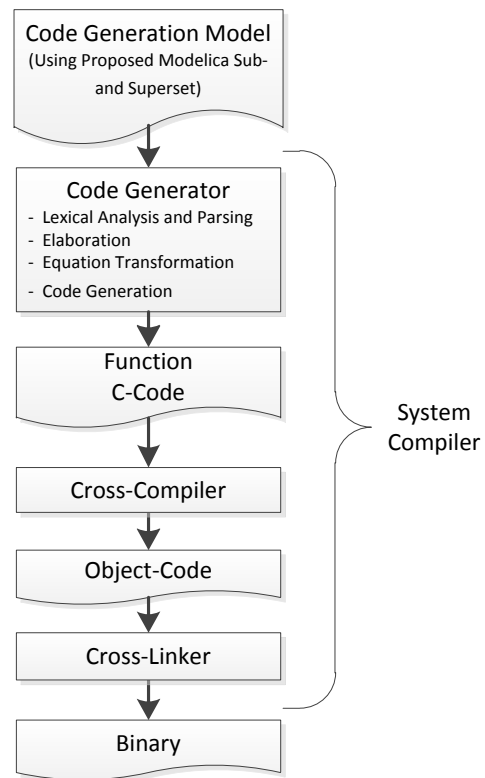 Code Generation Model
(Using Proposed Modelica Sub-
and Superset)
Code Generator
- Lexical Analysis and Parsing
- Elaboration
- Equation Transformation
- Code Generation
Function
C-Code
System
Compiler
Cross-Compiler
Object-Code
Cross-Linker
Binary